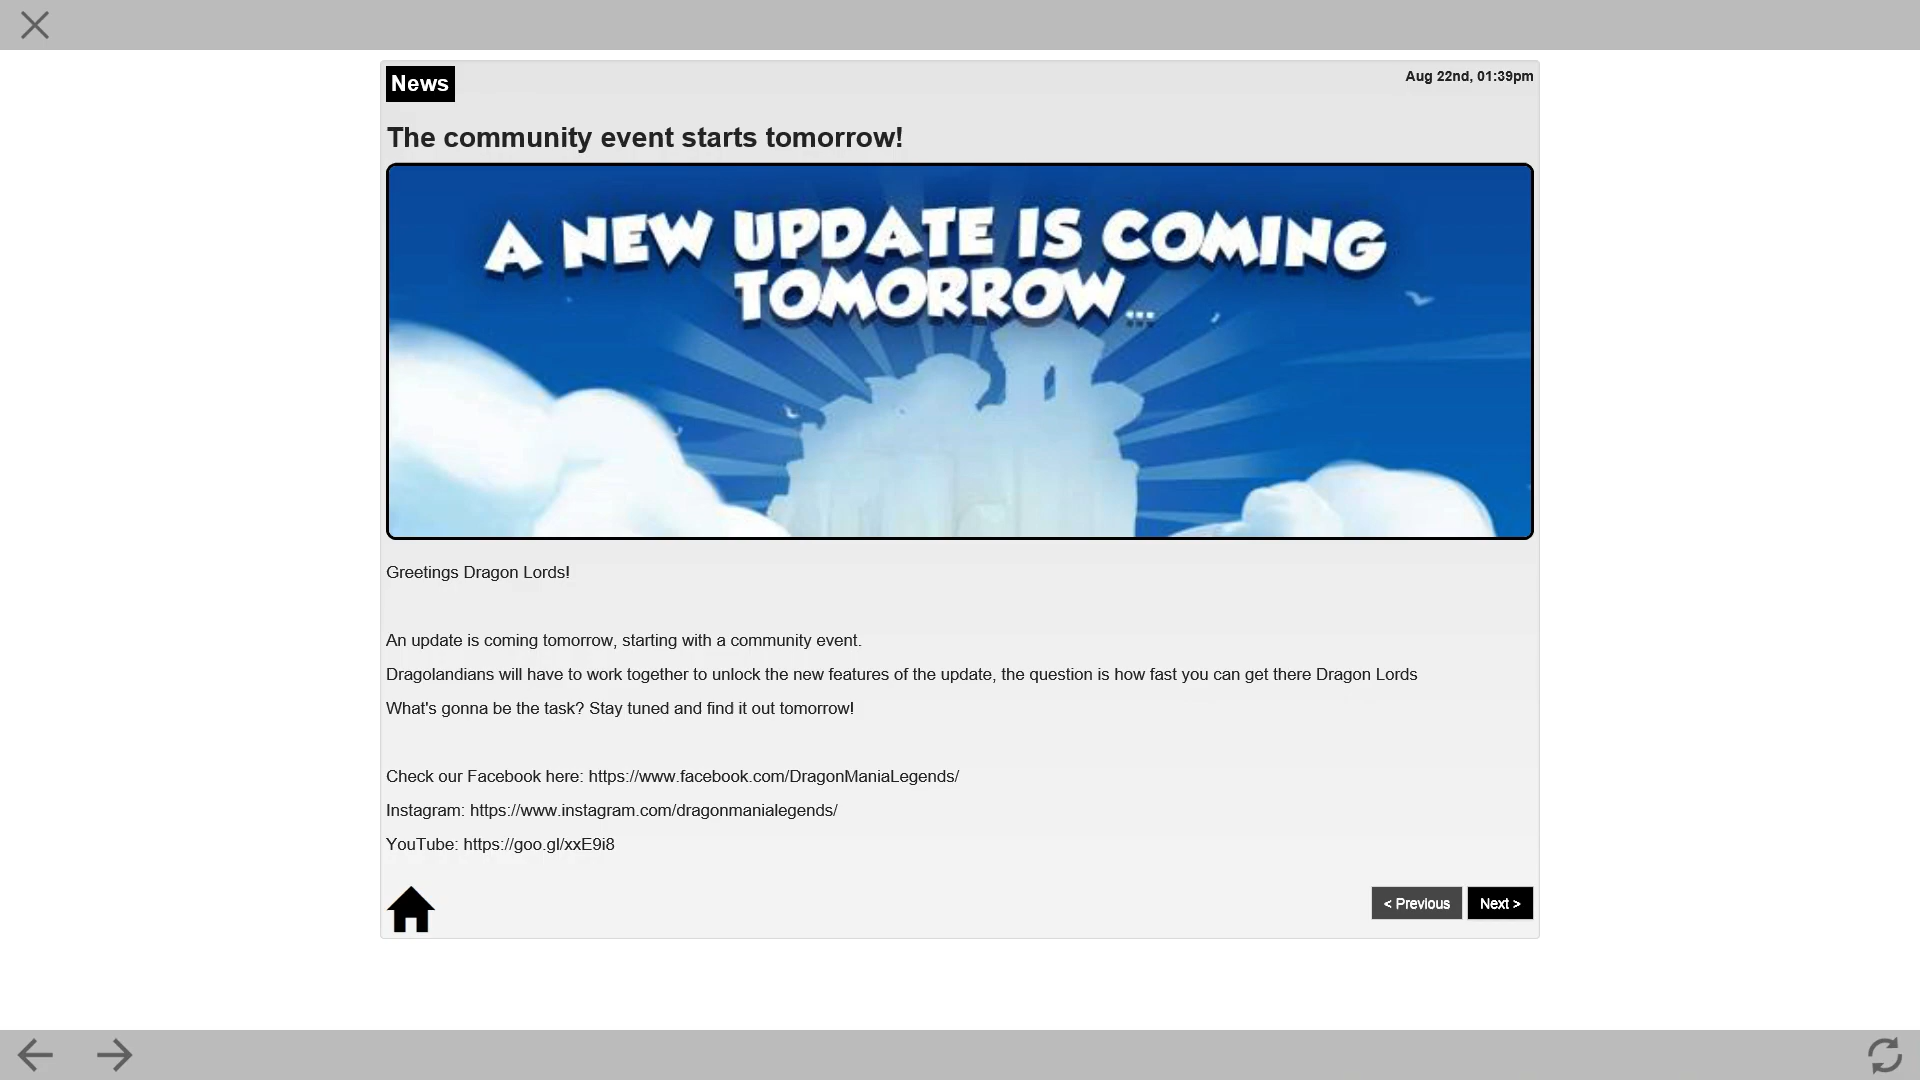 News
Aug 22nd, 01:39pm
The community event starts tomorrow!
A NEW UPDATE IS COMING
TOMORROW...
Greetings Dragon Lords!
An update is coming tomorrow, starting with a community event.
Dragolandians will have to work together to unlock the new features of the update, the question is how fast you can get there Dragon Lords
What's gonna be the task? Stay tuned and find it out tomorrow!
Check our Facebook here: https://www.facebook.com/DragonManiaLegends/
Instagram: https://www.instagram.com/dragonmanialegends/
YouTube: https://goo.gl/xxE9i8
< Previous
Next >